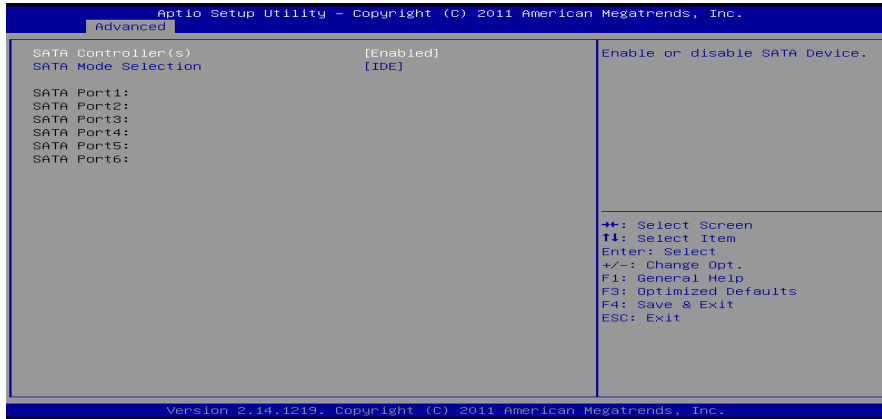 Aptio Setup Utility – Copyright (C) 2011 American Megatrends, Inc.
Advanced
SATA Controller(s) [Enabled]
SATA Mode Selection [IDE]
SATA Port1:
SATA Port2:
SATA Port3:
SATA Port4:
SATA Port5:
SATA Port6:
Enable or disable SATA Device.
→←: Select Screen
↑↓: Select Item
Enter: Select
+/-: Change Opt.
F1: General Help
F3: Optimized Defaults
F4: Save & Exit
ESC: Exit
Version 2.14.1219. Copyright (C) 2011 American Megatrends, Inc.